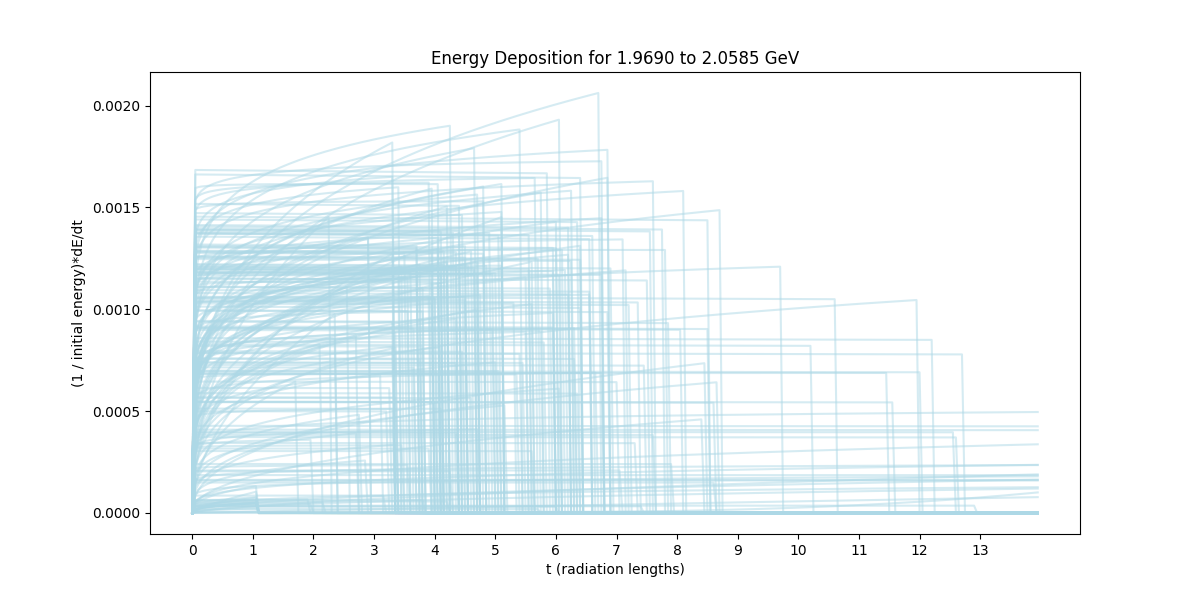 Energy Deposition for 1.9690 to 2.0585 GeV
(1 / initial energy)*dE/dt
0.0020
0.0015
0.0010
0.0005
0.0000
0 1 2 3 4 5 6 7 8 9 10 11 12 13
t (radiation lengths)